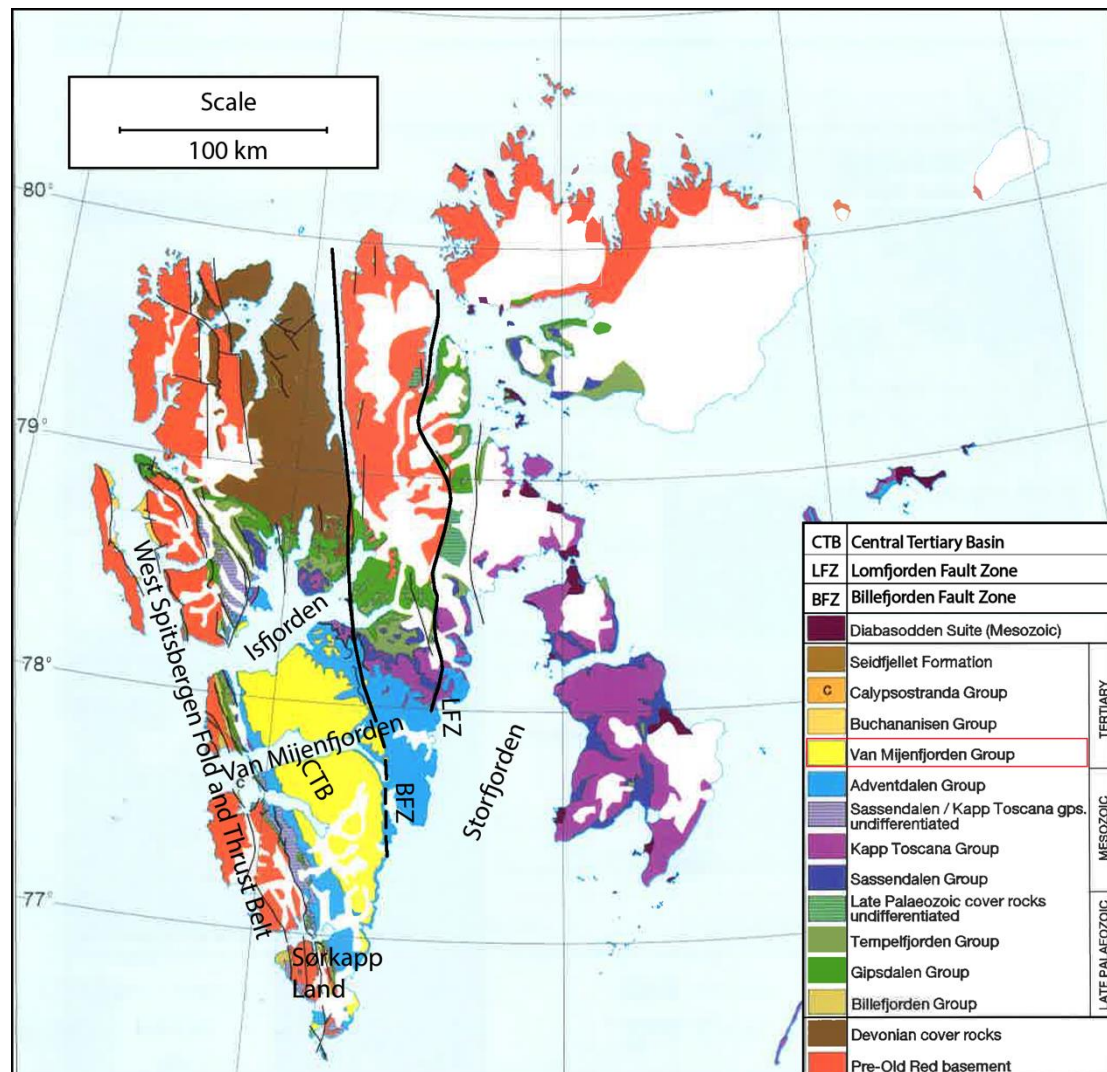 Scale
100 km
80°
79°
78°
77°
West Spitsbergen Fold and Thrust Belt
Isfjorden
Van Mijenfjorden
CTB
BFZ
LFZ
Storfjorden
c
Sørkapp
Land
CTB Central Tertiary Basin
LFZ Lomfjorden Fault Zone
BFZ Billefjorden Fault Zone
Diabasodden Suite (Mesozoic)
Seidfjellet Formation
C Calypsostranda Group
Buchananisen Group
Van Mijenfjorden Group
TERTIARY
Adventdalen Group
Sassendalen / Kapp Toscana gps.
undifferentiated
Kapp Toscana Group
Sassendalen Group
MESOZOIC
Late Palaeozoic cover rocks
undifferentiated
Tempelfjorden Group
Gipsdalen Group
Billefjorden Group
LATE PALAEOZOIC
Devonian cover rocks
Pre-Old Red basement